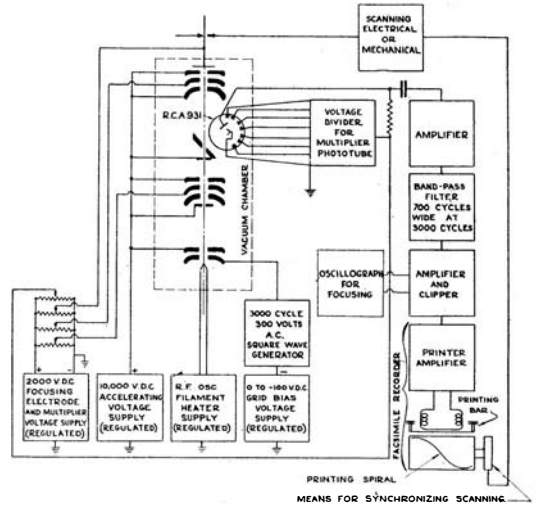 SCANNING
ELECTRICAL
OR
MECHANICAL
R.C.A 931
VOLTAGE
DIVIDER
FOR
MULTIPLIER
PHOTOTUBE
AMPLIFIER
BAND-PASS
FILTER
700 CYCLES
WIDE AT
3000 CYCLES
VACUUM CHAMBER
OSCILLOGRAPH
FOR
FOCUSING
AMPLIFIER
AND
CLIPPER
3000 CYCLE
300 VOLTS
A.C.
SQUARE WAVE
GENERATOR
PRINTER
AMPLIFIER
FACSIMILE RECORDER
PRINTING
BAR
- +
2000 V.D.C
FOCUSING
ELECTRODE
AND MULTIPLIER
VOLTAGE SUPPLY
(REGULATED)
+
10,000 V.D.C
ACCELERATING
VOLTAGE
SUPPLY
(REGULATED)
R.F. OSC
FILAMENT
HEATER
SUPPLY
(REGULATED)
-
0 TO -100 V.D.C
GRID BIAS
VOLTAGE
SUPPLY
(REGULATED)
PRINTING SPIRAL
MEANS FOR SYNCHRONIZING SCANNING